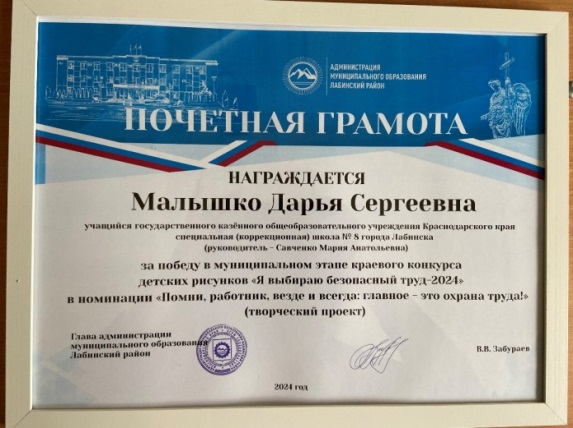 АДМИНИСТРАЦИЯ
МУНИЦИПАЛЬНОГО ОБРАЗОВАНИЯ
ЛАБИНСКИЙ РАЙОН
ПОЧЕТНАЯ ГРАМОТА
НАГРАЖДАЕТСЯ
Малышко Дарья Сергеевна
учащийся государственного казённого общеобразовательного учреждения Краснодарского края
специальная (коррекционная) школа № 8 города Лабинска
(руководитель - Савченко Мария Анатольевна)
за победу в муниципальном этапе краевого конкурса
детских рисунков «Я выбираю безопасный труд-2024»
в номинации «Помни, работник, везде и всегда: главное - это охрана труда!»
(творческий проект)
Глава администрации
муниципального образования
Лабинский район
В.В. Забураев
2024 год